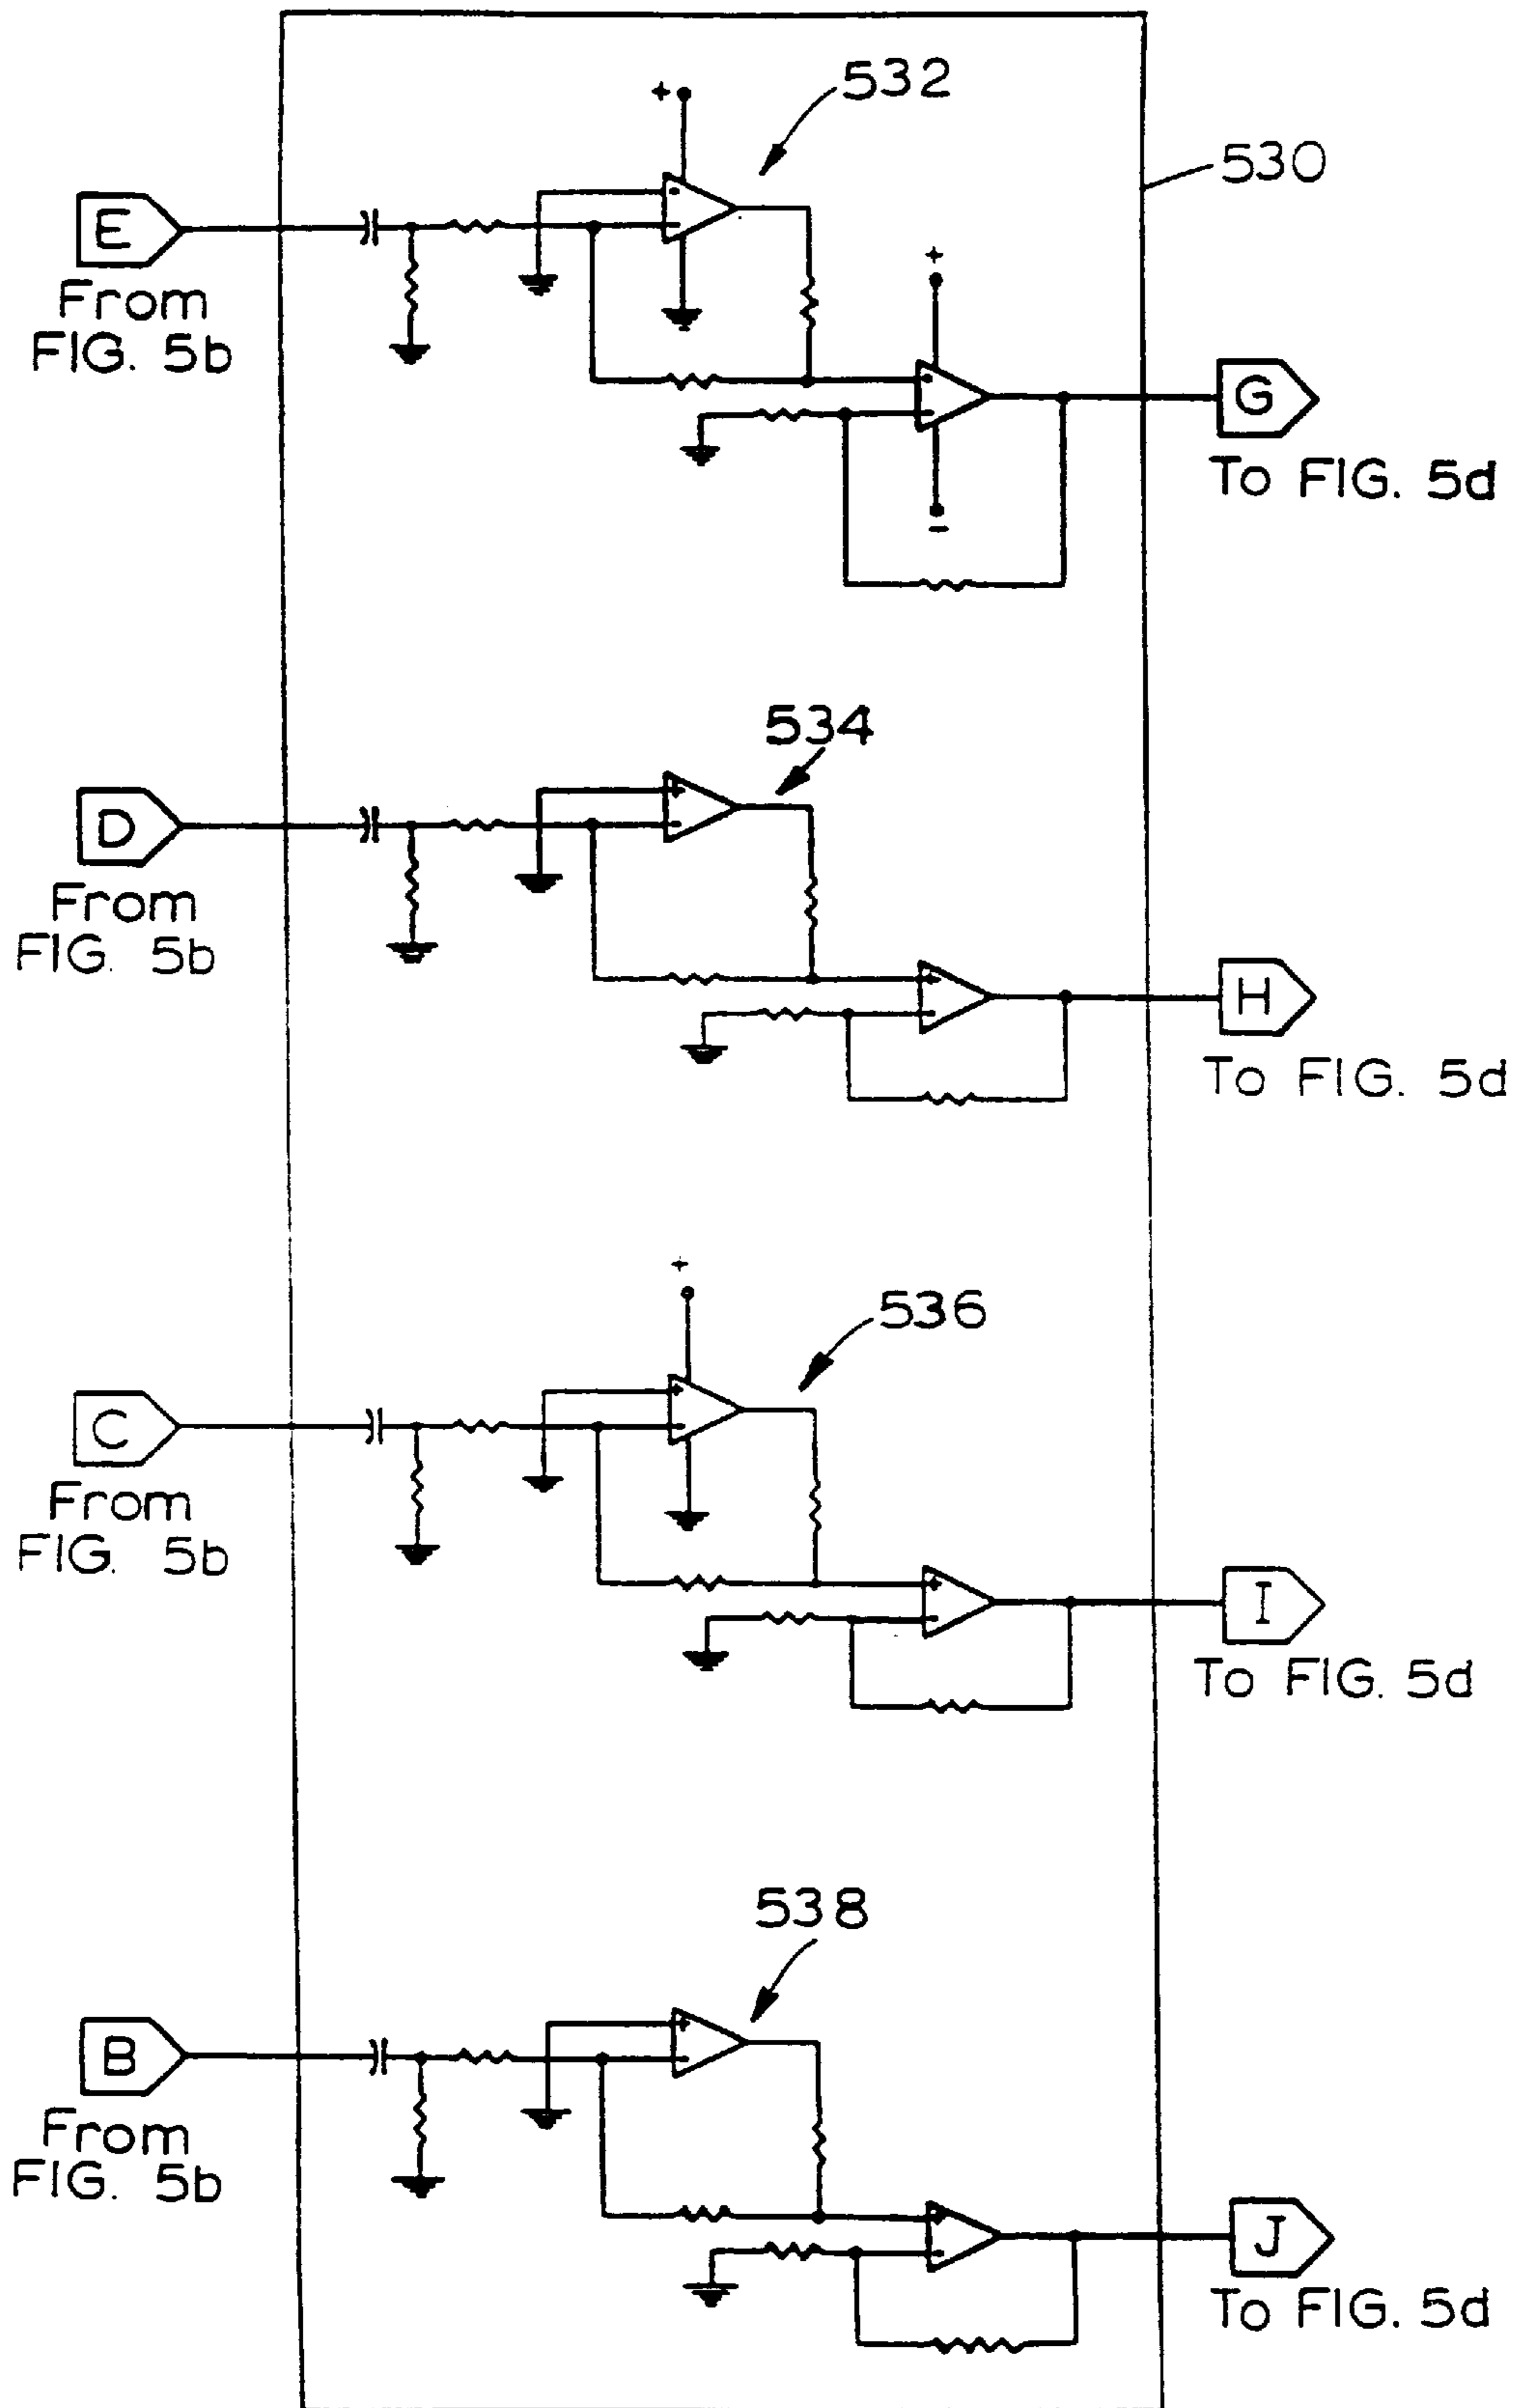 532
530
E
From
FIG. 5b
+
+
G
To FIG. 5d
-
534
D
From
FIG. 5b
+
-
H
To FIG. 5d
+
-
+
536
C
From
FIG. 5b
+
-
I
To FIG. 5d
+
-
538
B
From
FIG. 5b
+
-
J
To FIG. 5d
+
-